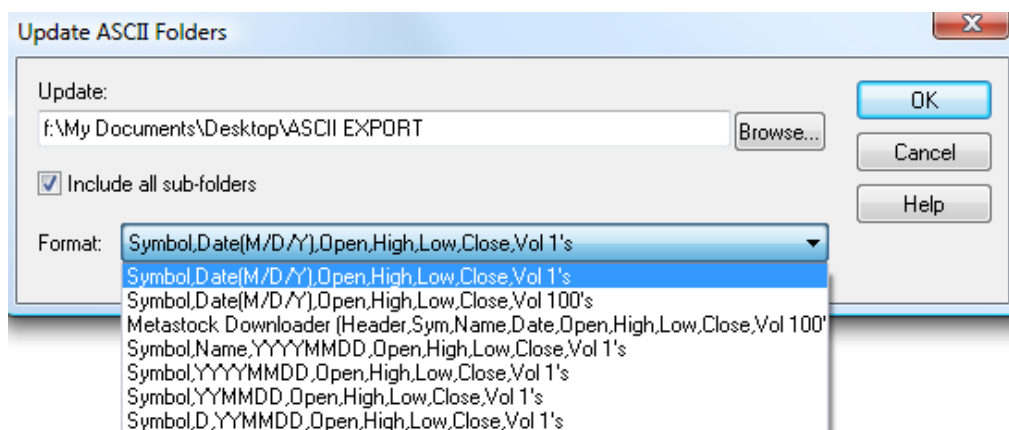 Update ASCII Folders
X
Update:
f:\My Documents\Desktop\ASCII EXPORT
Browse...
OK
Cancel
Include all sub-folders
Help
Format:
Symbol,Date(M/D/Y),Open,High,Low,Close,Vol 1's
Symbol,Date(M/D/Y),Open,High,Low,Close,Vol 1's
Symbol,Date(M/D/Y),Open,High,Low,Close,Vol 100's
Metastock Downloader (Header,Sym,Name,Date,Open,High,Low,Close,Vol 100'
Symbol,Name,YYYYMMDD,Open,High,Low,Close,Vol 1's
Symbol,YYYYMMDD,Open,High,Low,Close,Vol 1's
Symbol,YYMMDD,Open,High,Low,Close,Vol 1's
Symbol,D,YYMMDD,Open,High,Low,Close,Vol 1's